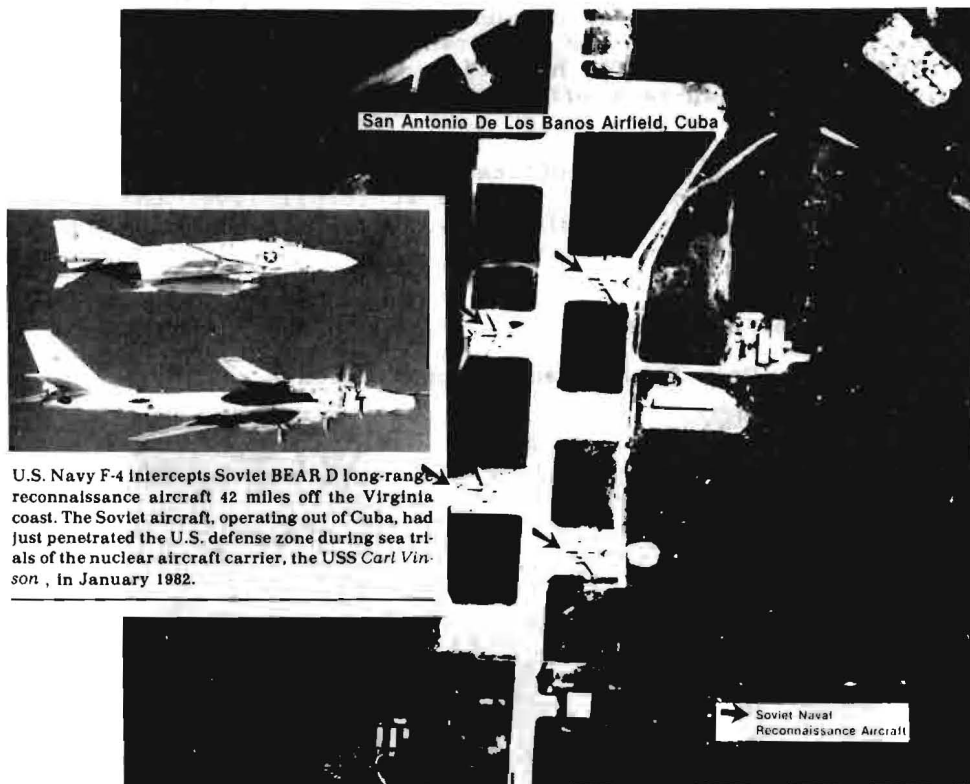 San Antonio De Los Banos Airfield, Cuba
U.S. Navy F-4 intercepts Soviet BEAR D long-range
reconnaissance aircraft 42 miles off the Virginia
coast. The Soviet aircraft, operating out of Cuba, had
just penetrated the U.S. defense zone during sea tri-
als of the nuclear aircraft carrier, the USS Carl Vin-
son , in January 1982.
Soviet Naval
Reconnaissance Aircraft